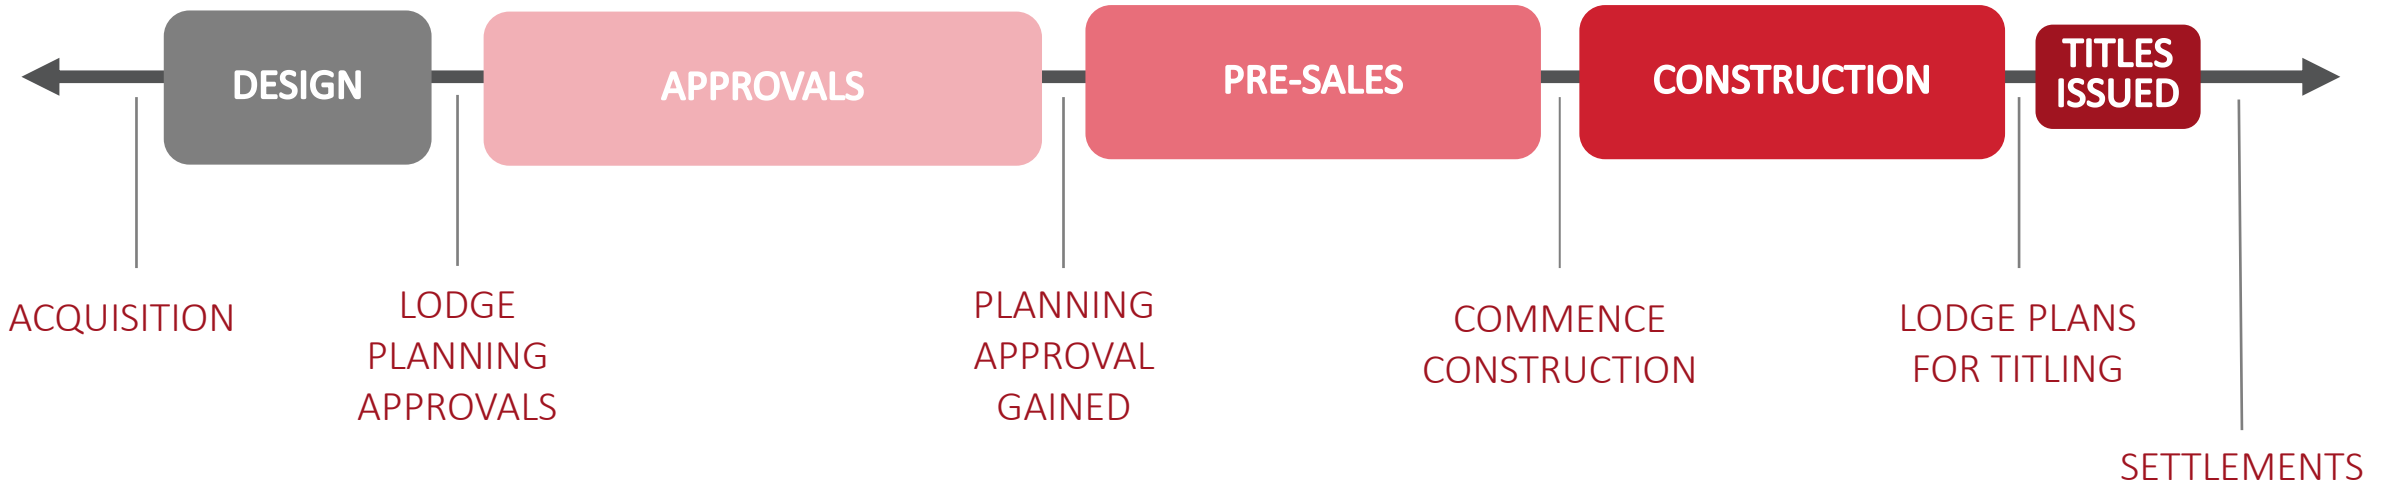 DESIGN
APPROVALS
PRE-SALES
CONSTRUCTION
TITLES
ISSUED
ACQUISITION
LODGE
PLANNING
APPROVALS
PLANNING
APPROVAL
GAINED
COMMENCE
CONSTRUCTION
LODGE PLANS
FOR TITLING
SETTLEMENTS